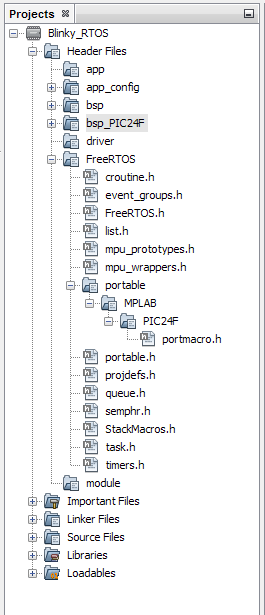 Projects
Blinky_RTOS
Header Files
app
app_config
bsp
bsp_PIC24F
driver
FreeRTOS
croutine.h
event_groups.h
FreeRTOS.h
list.h
mpu_prototypes.h
mpu_wrappers.h
portable
MPLAB
PIC24F
portmacro.h
portable.h
projdefs.h
queue.h
semphr.h
StackMacros.h
task.h
timers.h
module
Important Files
Linker Files
Source Files
Libraries
Loadables